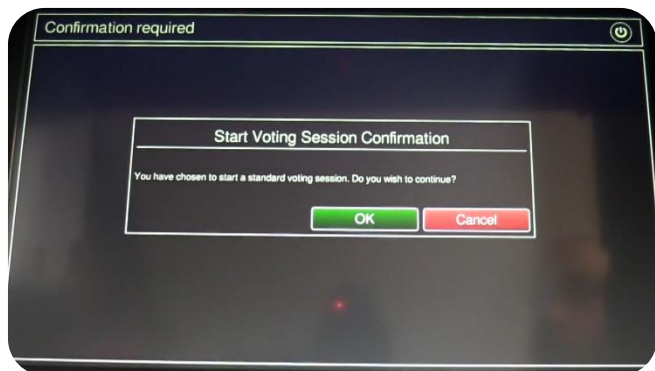 Confirmation required
Start Voting Session Confirmation
You have chosen to start a standard voting session. Do you wish to continue?
OK
Cancel